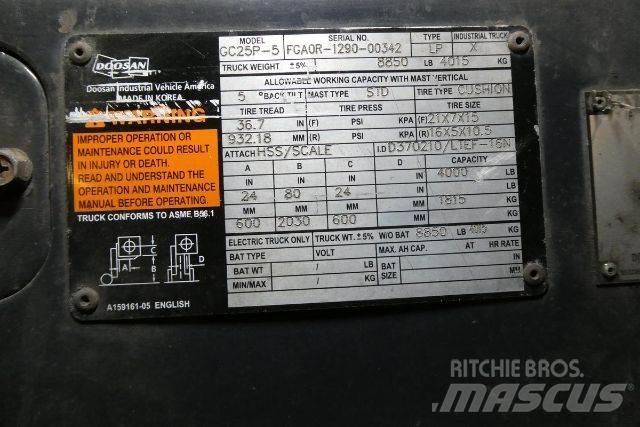 DOOSAN
Doosan Industrial Vehicle America
MADE IN KOREA
WARNING
IMPROPER OPERATION OR
MAINTENANCE COULD RESULT
IN INJURY OR DEATH.
READ AND UNDERSTAND THE
OPERATION AND MAINTENANCE
MANUAL
TRUCK CONFORMS TO ASME B56.1
A B C D
A159161-05 ENGLISH
MODEL SERIAL NO. TYPE INDUSTRIAL TRUCK
GC25P-5 FGA0R-1290-00342 LP X
TRUCK WEIGHT ±5% 8850 LB 4015 KG
ALLOWABLE WORKING CAPACITY WITH MAST VERTICAL
5 °BACK TILT MAST TYPE STD TIRE TYPE CUSHION
TIRE TREAD TIRE PRESS TIRE SIZE
36.7 IN (F) PSI KPA (F) 21X7X15
932.18 MM (R) PSI KPA (R) 16X5X10.5
ATTACH HSS/SCALE I.D D370210/LTEF-16N
A B C D CAPACITY
24 80 24 4000 LB
IN IN IN IN
600 2030 600 1815 KG
MM MM MM MM
ELECTRIC TRUCK ONLY TRUCK WT. ±5% W/O BAT 8850 LB 4015 KG
BAT TYPE VOLT MAX. AH CAP. AT HR RATE
BAT WT / LB BAT SIZE IN
MIN/MAX / KG MM
RITCHIE BROS.
MASCUS